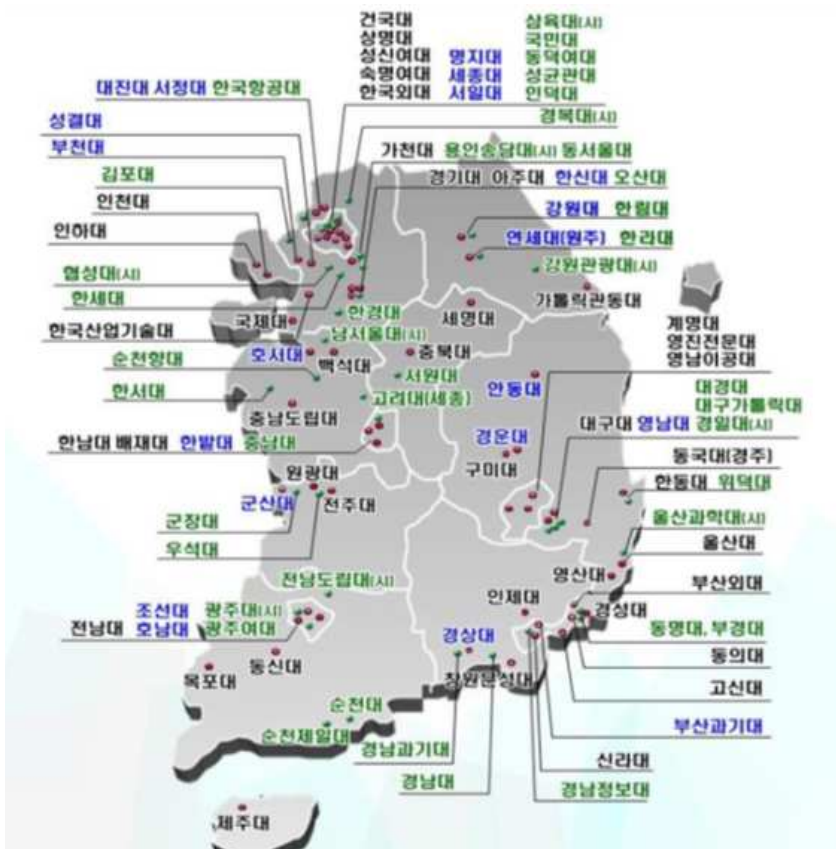 건국대 삼육대(시)
상명대 국민대
성신여대 명지대 동덕여대
숙명여대 세종대 성균관대
한국외대 서일대 인덕대
대진대 서정대 한국항공대
경복대(시)
성결대
부천대
가천대 용인송담대(시) 동서울대
김포대
경기대 아주대 한신대 오산대
인천대
강원대 한림대
인하대
연세대(원주) 한라대
협성대(시)
강원관광대(시)
한세대
가톨릭관동대
한경대
세명대
국제대
계명대
한국산업기술대
남서울대(시)
영진전문대
영남이공대
순천향대
호서대
백석대
충북대
한서대
서원대
안동대
대경대
고려대(세종)
대구가톨릭대
충남도립대
대구대 영남대 경일대(시)
한남대 배재대 한밭대 충남대
경운대
동국대(경주)
구미대
원광대
한동대 위덕대
군산대
전주대
군장대
울산과학대(시)
우석대
울산대
영산대
전남도립대(시)
부산외대
조선대 광주대(시)
인제대
경성대
전남대 호남대 광주여대
동명대, 부경대
경상대
동의대
동신대
목포대
창원문성대
고신대
순천대
부산과기대
순천제일대
경남과기대
신라대
경남대
경남정보대
제주대